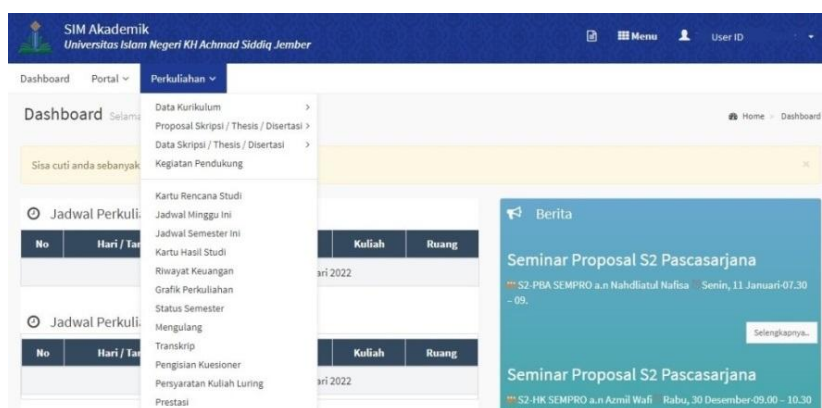 SIM Akademik
Universitas Islam Negeri KH Achmad Siddiq Jember
Menu
User ID
Dashboard
Portal
Perkuliahan
Dashboard
Home > Dashboard
Sisa cuti anda sebanyak
Data Kurikulum >
Proposal Skripsi / Thesis / Disertasi >
Data Skripsi / Thesis / Disertasi >
Kegiatan Pendukung
Kartu Rencana Studi
Jadwal Minggu Ini
Jadwal Semester Ini
Kartu Hasil Studi
Riwayat Keuangan
Grafik Perkuliahan
Status Semester
Mengulang
Transkrip
Pengisian Kuesioner
Persyaratan Kuliah Luring
Prestasi
Jadwal Perkuli
No Hari / Tan Kuliah Ruang
ari 2022
Jadwal Perkuli
No Hari / Tan Kuliah Ruang
ari 2022
Berita
Seminar Proposal S2 Pascasarjana
S2-PBA SEMPRO a.n Nahdliatul Nafisa Senin, 11 Januari-07.30
– 09.
Selengkapnya..
Seminar Proposal S2 Pascasarjana
S2-HK SEMPRO a.n Azmil Wafi Rabu, 30 Desember-09.00 – 10.30